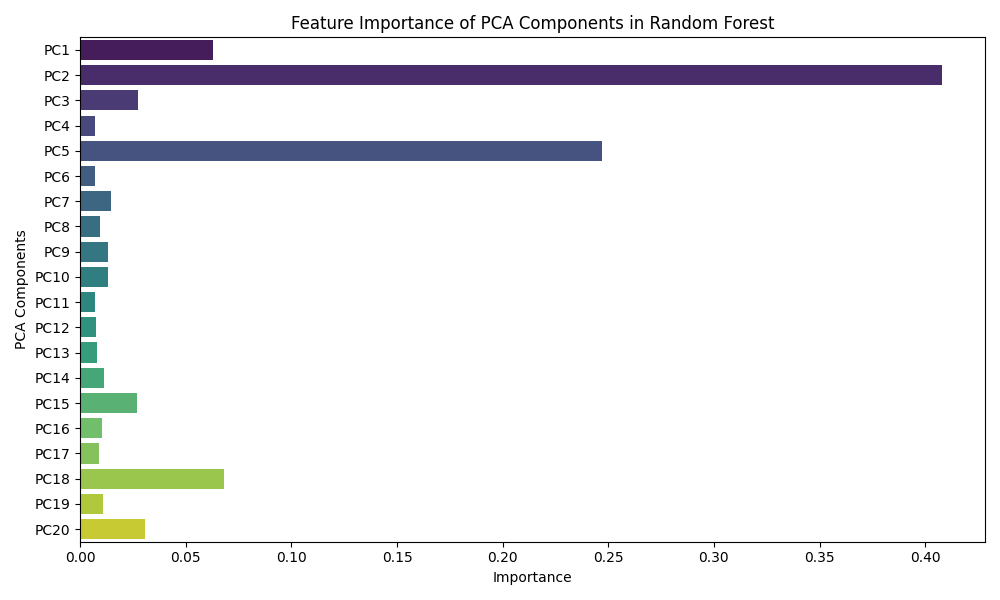 Feature Importance of PCA Components in Random Forest
PC1
PC2
PC3
PC4
PC5
PC6
PC7
PC8
PC9
PC10
PC11
PC12
PC13
PC14
PC15
PC16
PC17
PC18
PC19
PC20
PCA Components
0.00 0.05 0.10 0.15 0.20 0.25 0.30 0.35 0.40
Importance